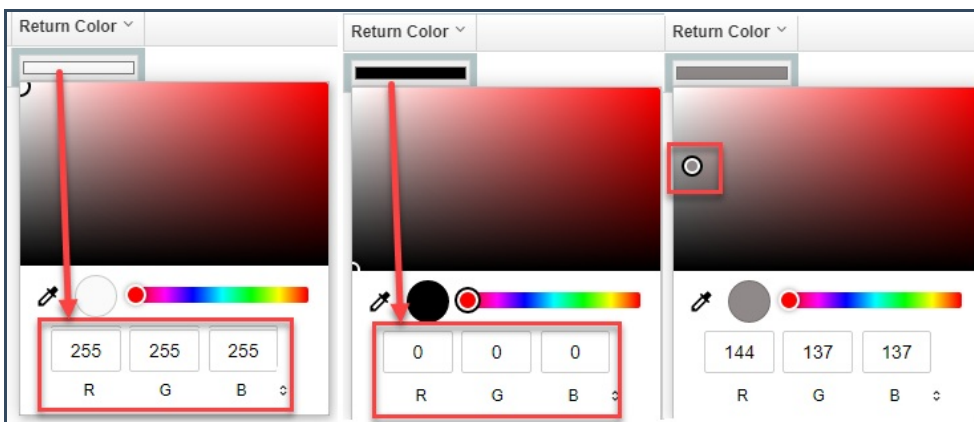 Return Color
255 255 255
R G B
Return Color
0 0 0
R G B
Return Color
144 137 137
R G B